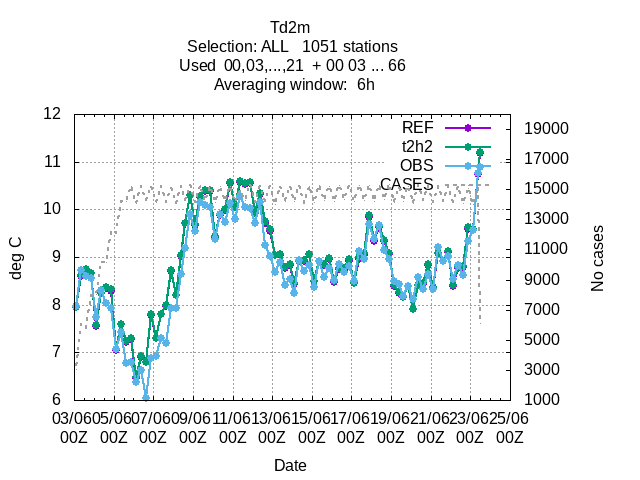 Td2m
Selection: ALL   1051 stations
Used  00,03,...,21  + 00 03 ... 66
Averaging window:  6h
deg C
12
11
10
9
8
7
6
REF
t2h2
OBS
CASES
19000
17000
15000
13000
11000
9000
7000
5000
3000
1000
No cases
03/06 05/06 07/06 09/06 11/06 13/06 15/06 17/06 19/06 21/06 23/06 25/06
00Z 00Z 00Z 00Z 00Z 00Z 00Z 00Z 00Z 00Z 00Z 00Z
Date